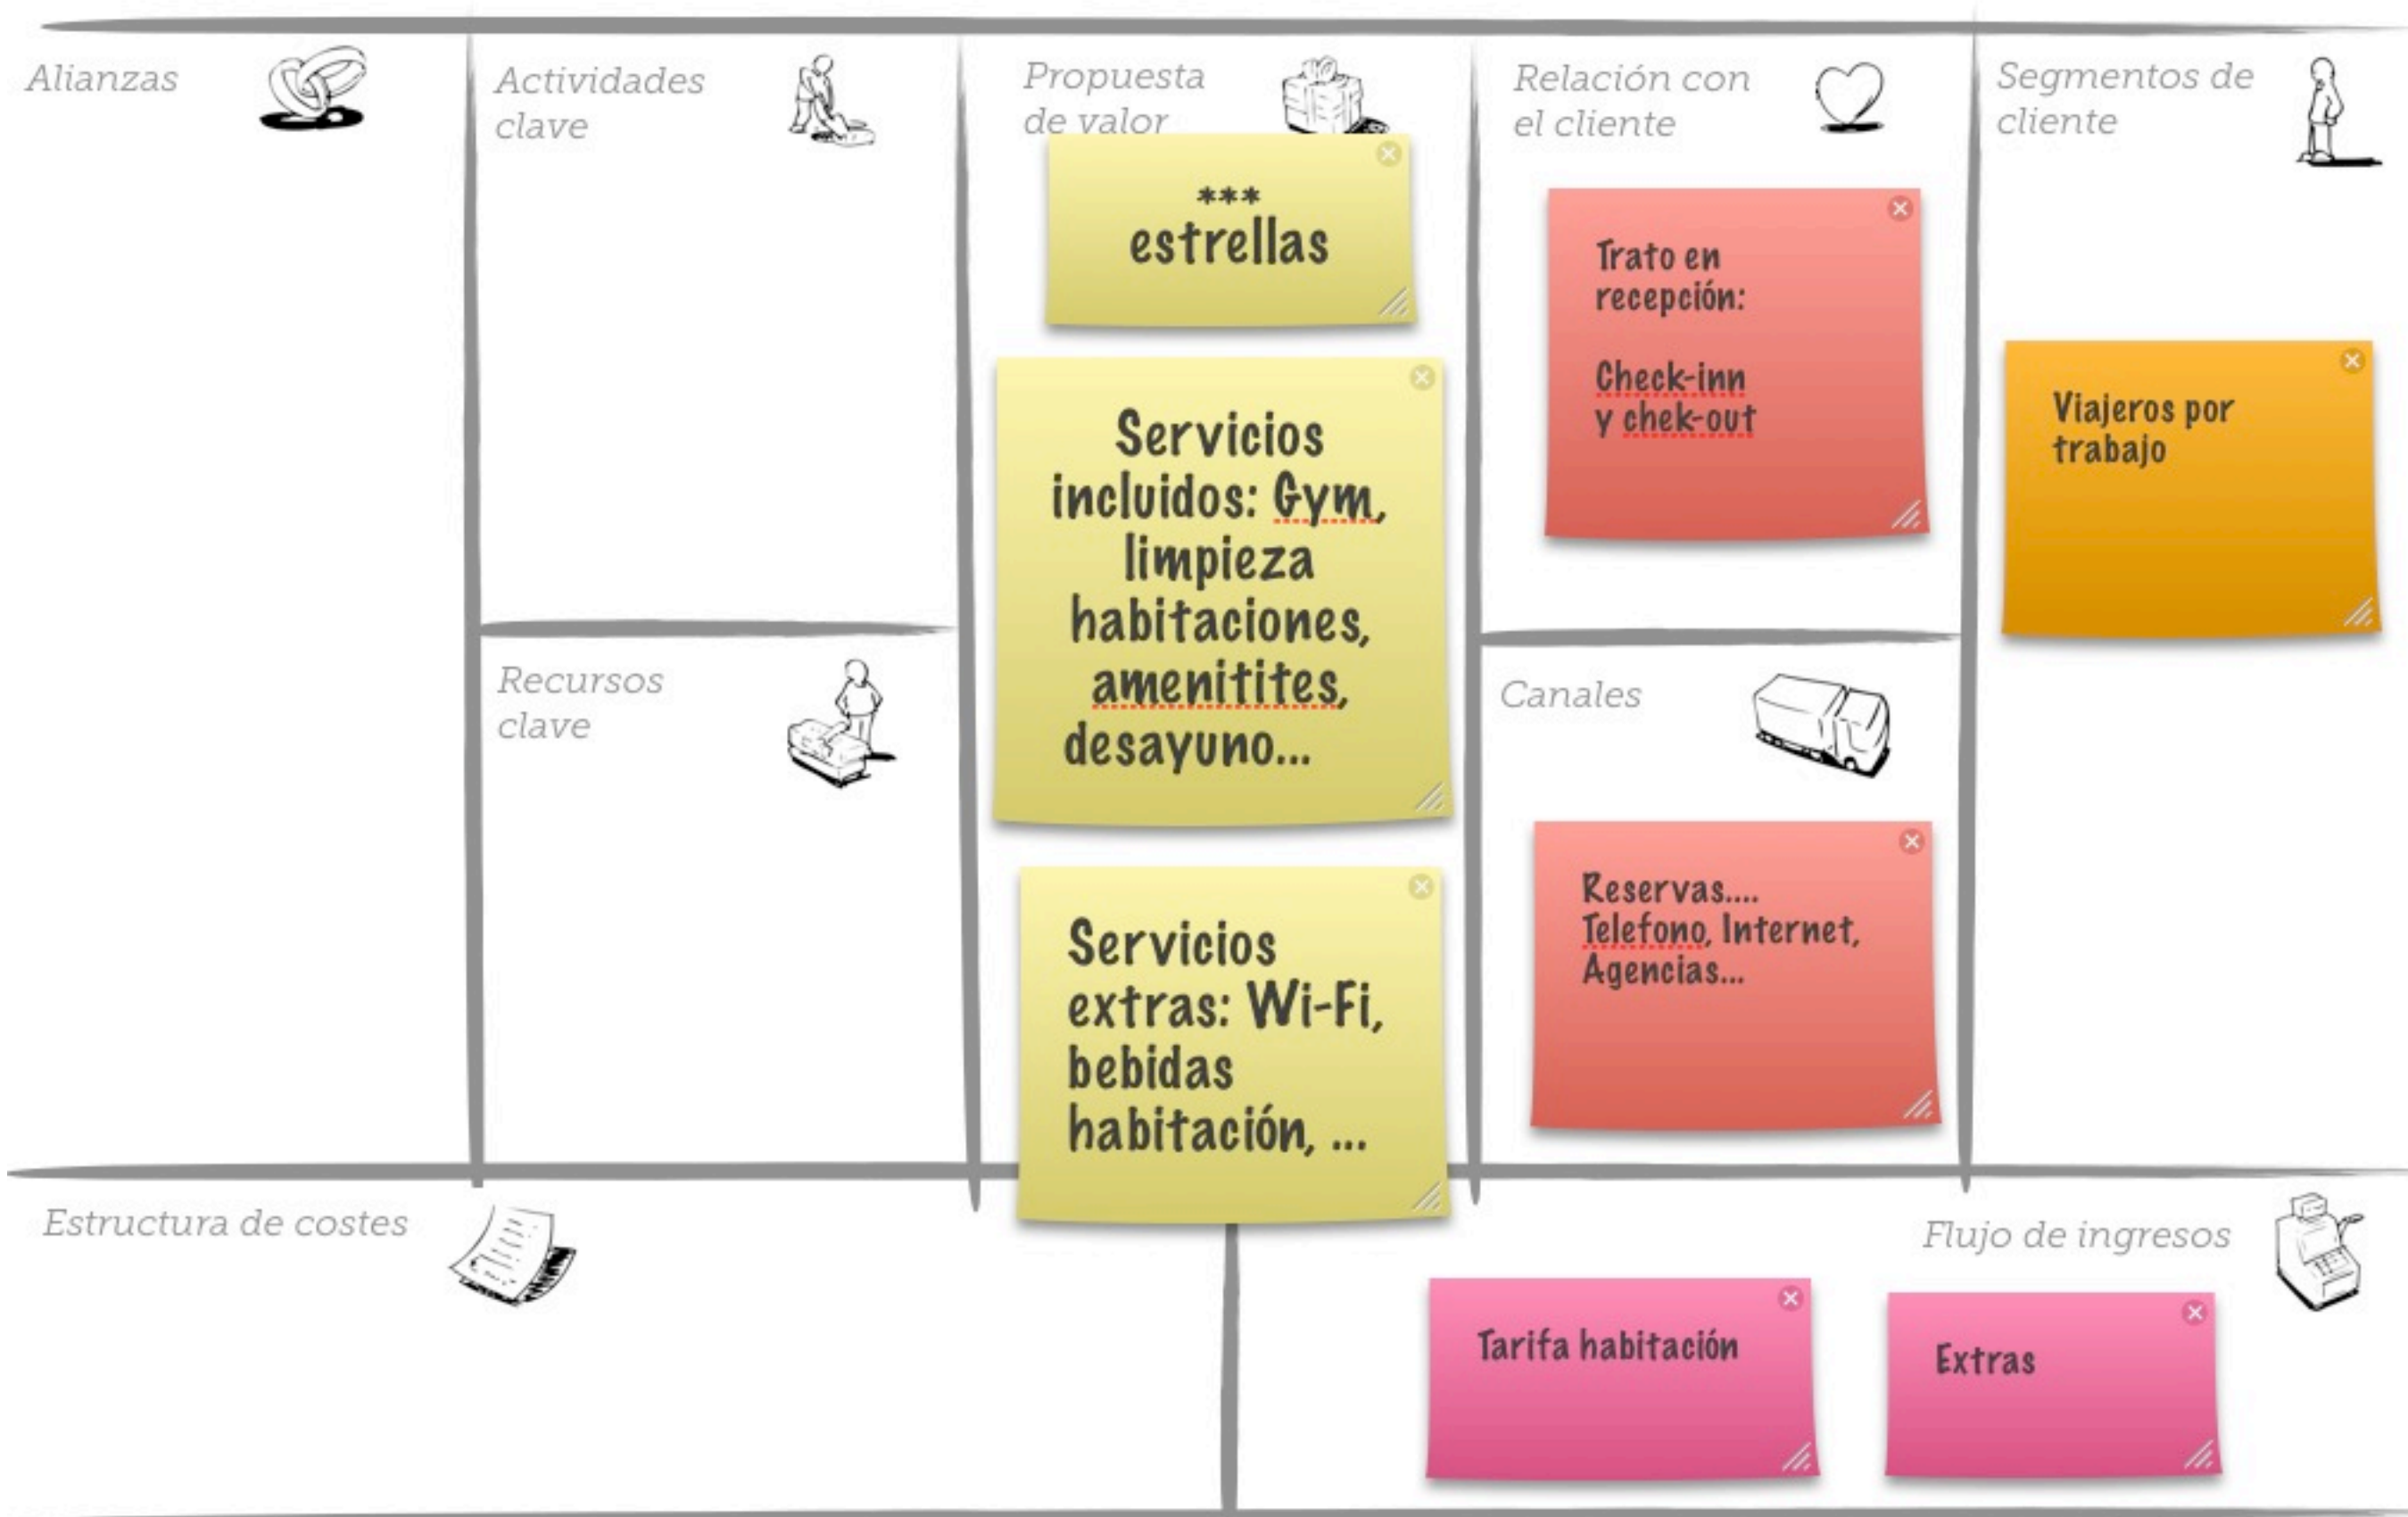 Alianzas
Actividades
clave
Recursos
clave
Propuesta
de valor
***
estrellas
Servicios
incluidos: Gym,
limpieza
habitaciones,
amenitites,
desayuno...
Servicios
extras: Wi-Fi,
bebidas
habitación, ...
Relación con
el cliente
Trato en
recepción:
Check-inn
y chek-out
Canales
Reservas....
Telefono, Internet,
Agencias...
Segmentos de
cliente
Viajeros por
trabajo
Estructura de costes
Flujo de ingresos
Tarifa habitación
Extras